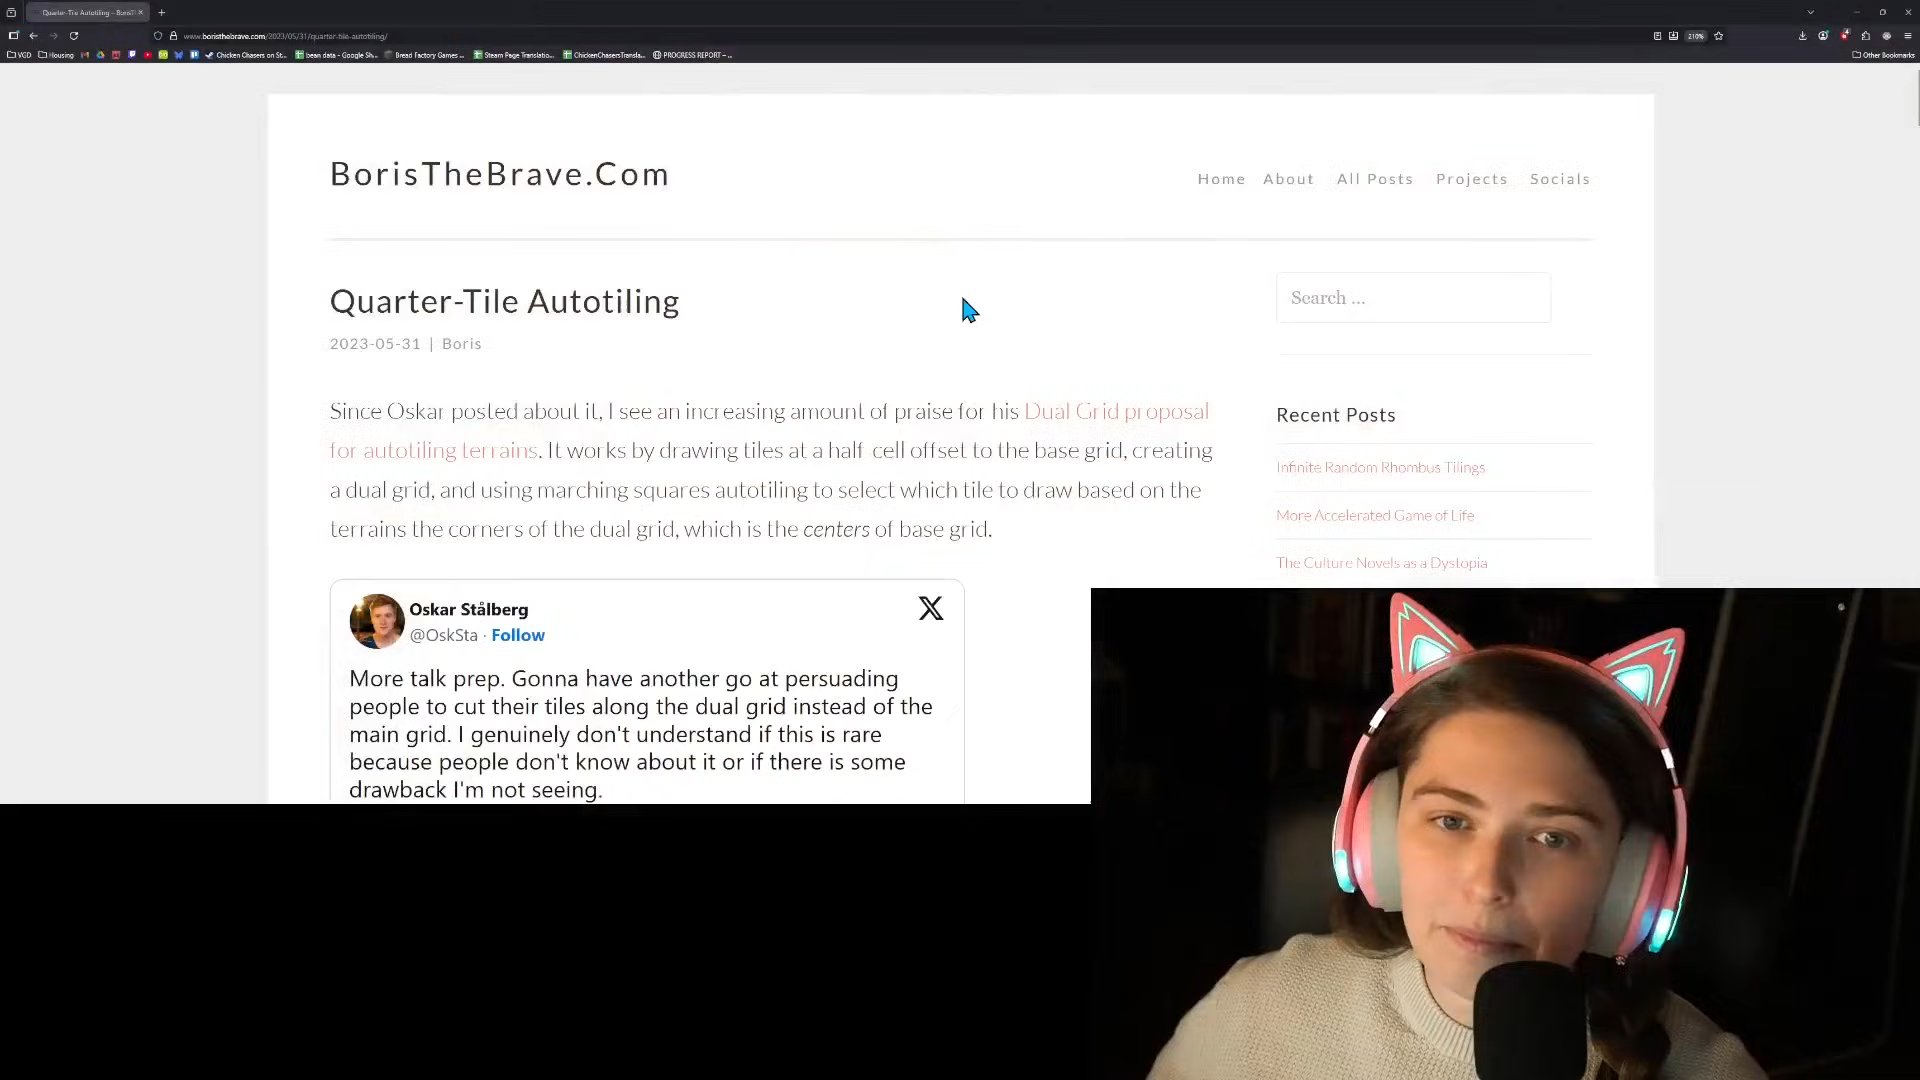 Quarter-Tile Autotiling – BorisT
www.boristhebrave.com/2023/05/31/quarter-tile-autotiling/
210%
VGD
Housing
Chicken Chasers on St...
bean data - Google Sh...
Bread Factory Games ...
Steam Page Translatio...
ChickenChasersTransla...
PROGRESS REPORT – ...
Other Bookmarks
BorisTheBrave.Com
Home About All Posts Projects Socials
Quarter-Tile Autotiling
2023-05-31 | Boris
Since Oskar posted about it, I see an increasing amount of praise for his Dual Grid proposal
for autotiling terrains. It works by drawing tiles at a half cell offset to the base grid, creating
a dual grid, and using marching squares autotiling to select which tile to draw based on the
terrains the corners of the dual grid, which is the centers of base grid.
Search ...
Recent Posts
Infinite Random Rhombus Tilings
More Accelerated Game of Life
The Culture Novels as a Dystopia
Oskar Stålberg
@OskSta · Follow
X
More talk prep. Gonna have another go at persuading
people to cut their tiles along the dual grid instead of the
main grid. I genuinely don't understand if this is rare
because people don't know about it or if there is some
drawback I'm not seeing.